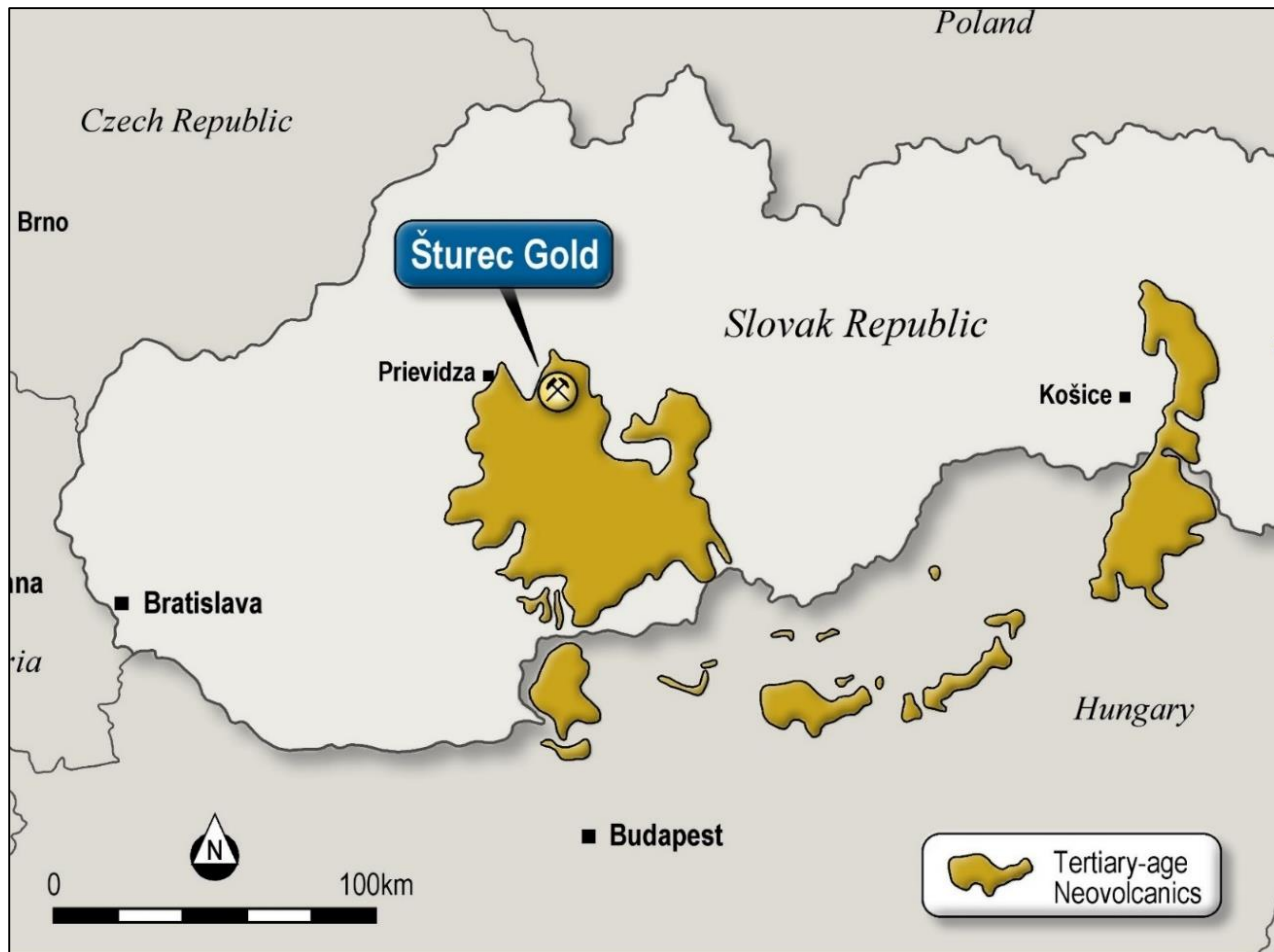 Poland
Czech Republic
Brno
Šturec Gold
Slovak Republic
Prievidza
Košice
nna
Bratislava
ria
Hungary
Budapest
N
0 100km
Tertiary-age
Neovolcanics